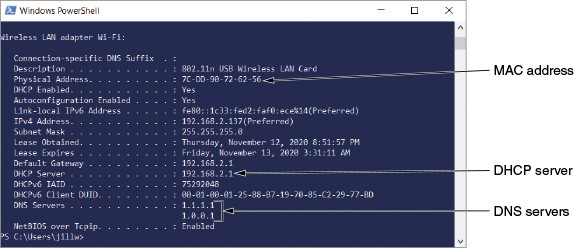 Windows PowerShell
Wireless LAN adapter Wi-Fi:
Connection-specific DNS Suffix . :
Description . . . . . . . . . . . : 802.11n USB Wireless LAN Card
Physical Address. . . . . . . . . : 7C-DD-90-72-62-56
MAC address
DHCP Enabled. . . . . . . . . . . : Yes
Autoconfiguration Enabled . . . . : Yes
Link-local IPv6 Address . . . . . : fe80::1c33:fed2:faf0:ece%14(Preferred)
IPv4 Address. . . . . . . . . . . : 192.168.2.137(Preferred)
Subnet Mask . . . . . . . . . . . : 255.255.255.0
Lease Obtained. . . . . . . . . . : Thursday, November 12, 2020 8:51:57 PM
Lease Expires . . . . . . . . . . : Friday, November 13, 2020 3:31:11 AM
Default Gateway . . . . . . . . . : 192.168.2.1
DHCP Server . . . . . . . . . . . : 192.168.2.1
DHCP server
DHCPv6 IAID . . . . . . . . . . . : 75292048
DHCPv6 Client DUID. . . . . . . . : 00-01-00-01-25-88-B7-19-70-85-C2-29-77-BD
DNS Servers . . . . . . . . . . . : 1.1.1.1
1.0.0.1
DNS servers
NetBIOS over Tcpip. . . . . . . . : Enabled
PS C:\Users\jillw>